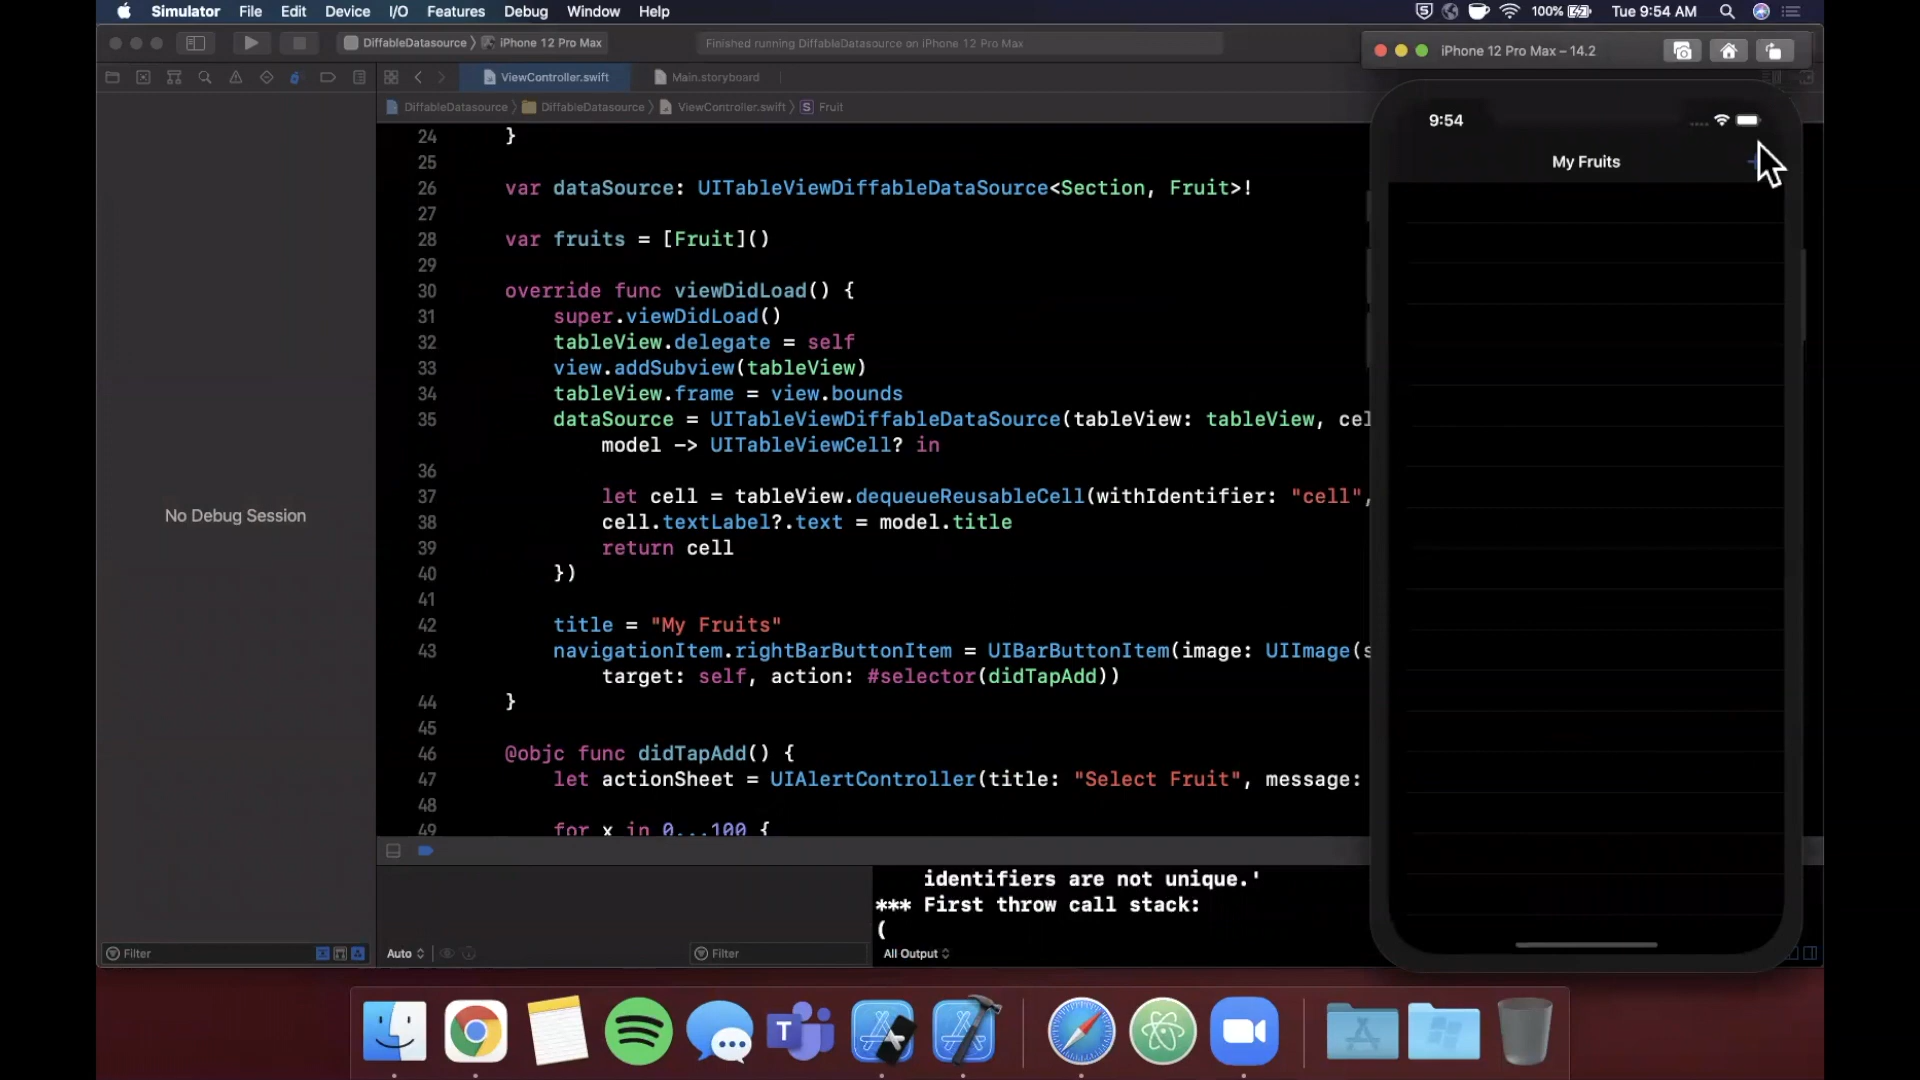 Simulator File Edit Device I/O Features Debug Window Help
100% Tue 9:54 AM
DiffableDatasource iPhone 12 Pro Max
Finished running DiffableDatasource on iPhone 12 Pro Max
iPhone 12 Pro Max – 14.2
ViewController.swift
Main.storyboard
DiffableDatasource DiffableDatasource ViewController.swift S Fruit
24 }
25
26 var dataSource: UITableViewDiffableDataSource<Section, Fruit>!
27
28 var fruits = [Fruit]()
29
30 override func viewDidLoad() {
31 super.viewDidLoad()
32 tableView.delegate = self
33 view.addSubview(tableView)
34 tableView.frame = view.bounds
35 dataSource = UITableViewDiffableDataSource(tableView: tableView, cel
model -> UITableViewCell? in
36
37 let cell = tableView.dequeueReusableCell(withIdentifier: "cell",
38 cell.textLabel?.text = model.title
39 return cell
40 })
41
42 title = "My Fruits"
43 navigationItem.rightBarButtonItem = UIBarButtonItem(image: UIImage(s
target: self, action: #selector(didTapAdd))
44 }
45
46 @objc func didTapAdd() {
47 let actionSheet = UIAlertController(title: "Select Fruit", message:
48
49 for x in 0...100 {
No Debug Session
9:54
My Fruits
identifiers are not unique.'
*** First throw call stack:
(
Filter
Auto
Filter
All Output
T